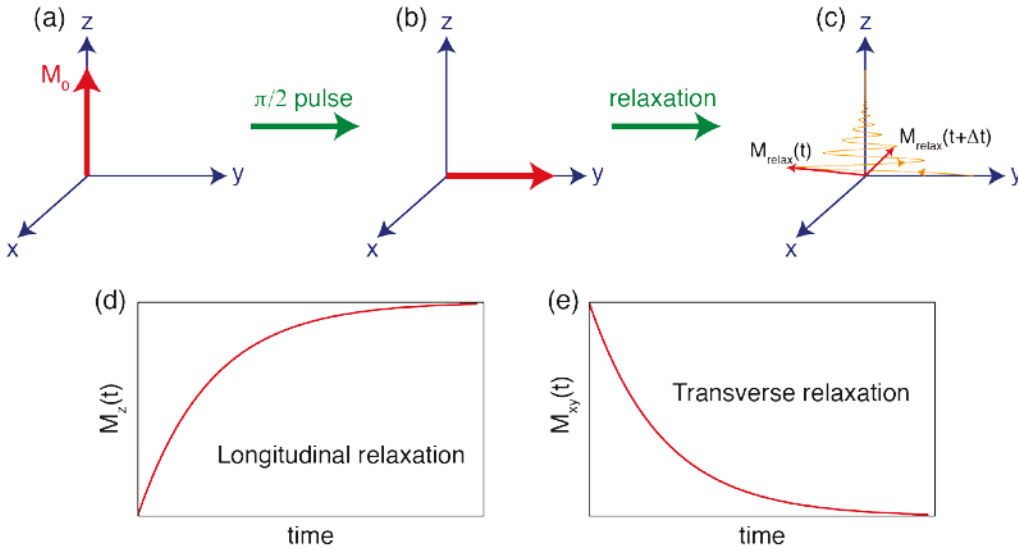 (a)
z
M0
y
x
π/2 pulse
(b)
z
y
x
relaxation
(c)
z
Mrelax(t)
Mrelax(t+Δt)
y
x
(d)
Mz(t)
Longitudinal relaxation
time
(e)
Mxy(t)
Transverse relaxation
time